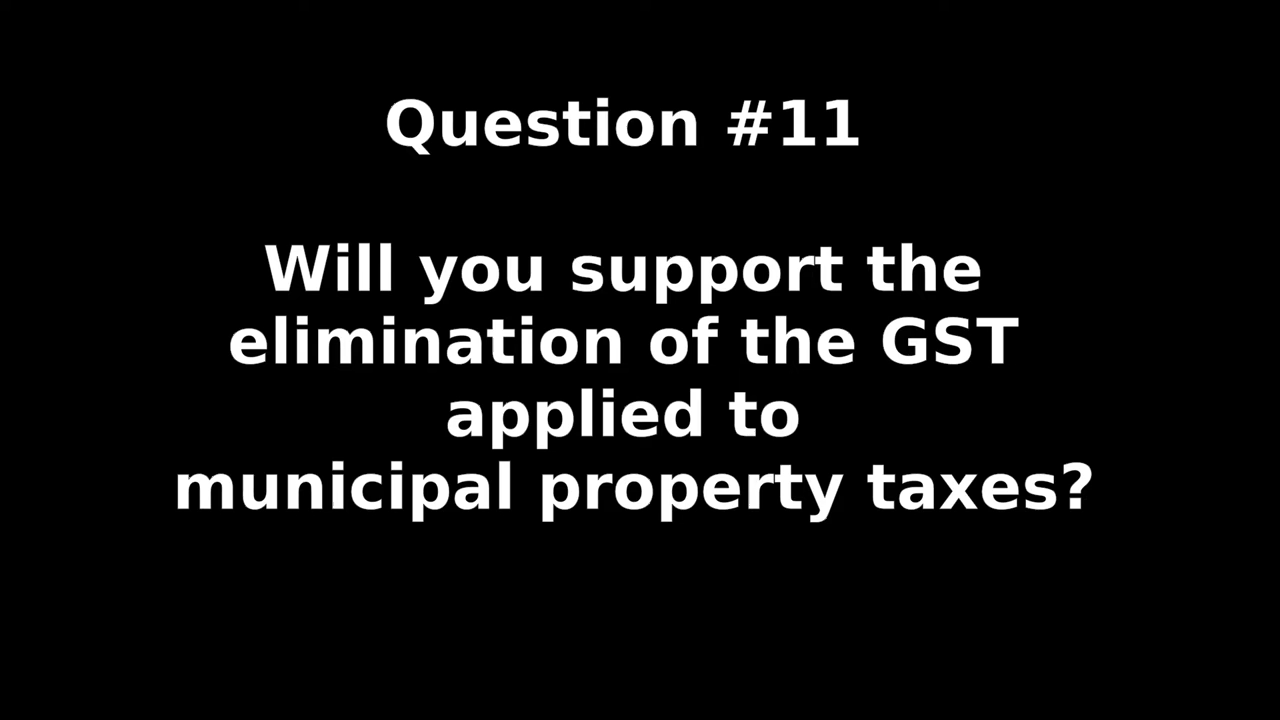 Question #11
Will you support the
elimination of the GST
applied to
municipal property taxes?